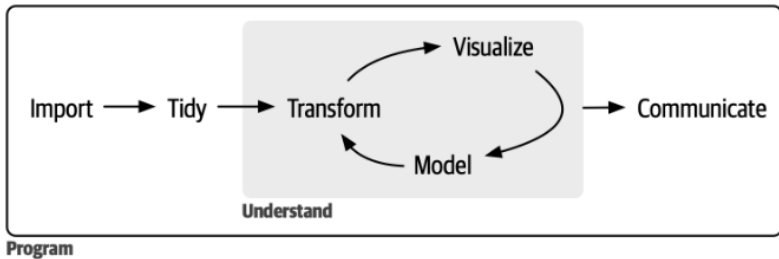 Visualize
Import
Tidy
Transform
Communicate
Model
Understand
Program